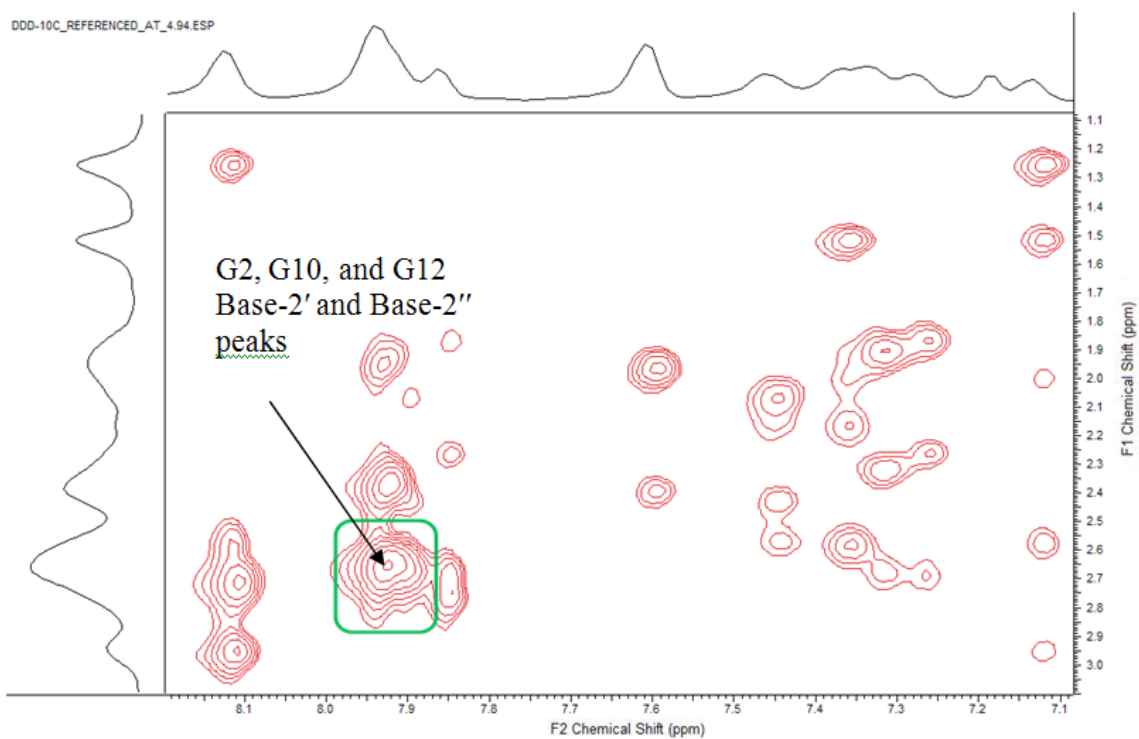 DDD-10C_REFERENCED_AT_4.94.ESP
G2, G10, and G12
Base-2′ and Base-2″
peaks
1.1
1.2
1.3
1.4
1.5
1.6
1.7
1.8
1.9
2.0
2.1
2.2
2.3
2.4
2.5
2.6
2.7
2.8
2.9
3.0
F1 Chemical Shift (ppm)
8.1 8.0 7.9 7.8 7.7 7.6 7.5 7.4 7.3 7.2 7.1
F2 Chemical Shift (ppm)